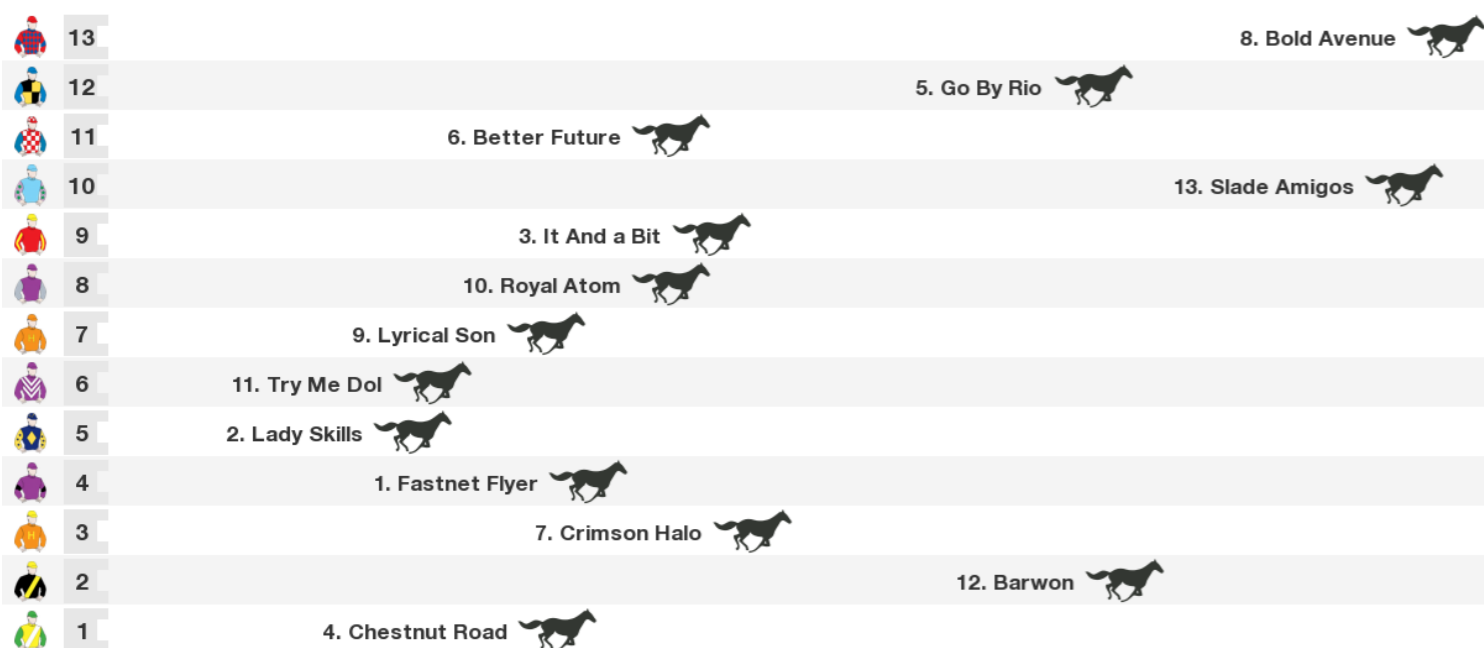 13 8. Bold Avenue
12 5. Go By Rio
11 6. Better Future
10 13. Slade Amigos
9 3. It And a Bit
8 10. Royal Atom
7 9. Lyrical Son
6 11. Try Me Dol
5 2. Lady Skills
4 1. Fastnet Flyer
3 7. Crimson Halo
2 12. Barwon
1 4. Chestnut Road